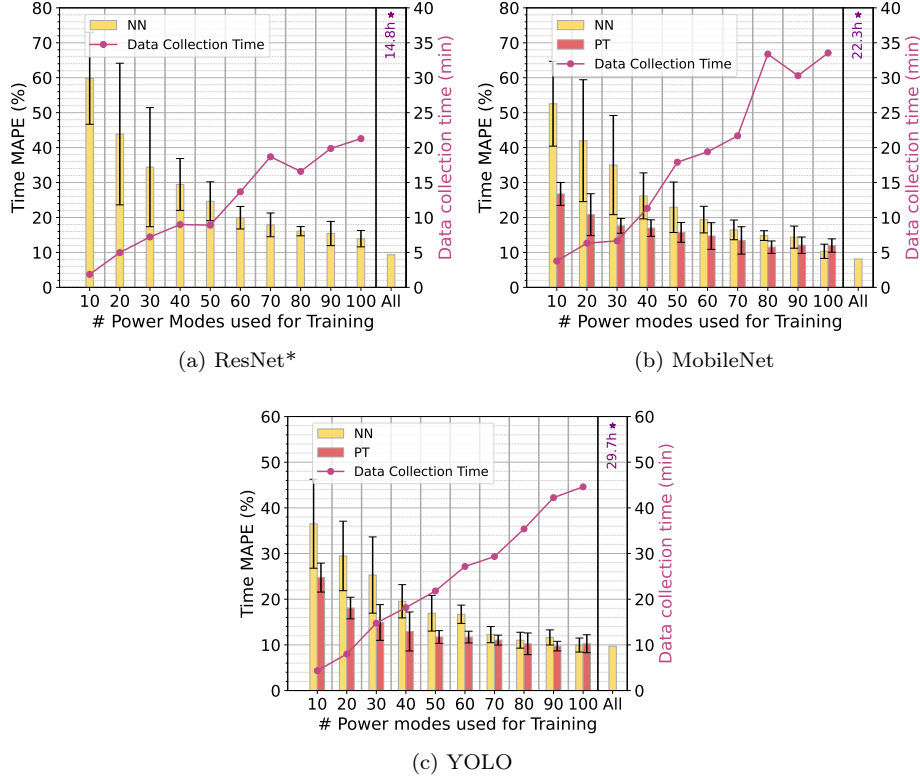 80
70
60
50
40
30
20
10
0
Time MAPE (%)
NN
Data Collection Time
14.8h★
40
35
30
25
20
15
10
5
0
Data collection time (min)
10 20 30 40 50 60 70 80 90 100 All
# Power Modes used for Training
(a) ResNet*
80
70
60
50
40
30
20
10
0
Time MAPE (%)
NN
PT
Data Collection Time
22.3h★
40
35
30
25
20
15
10
5
0
Data collection time (min)
10 20 30 40 50 60 70 80 90 100 All
# Power modes used for Training
(b) MobileNet
60
50
40
30
20
10
0
Time MAPE (%)
NN
PT
Data Collection Time
29.7h★
60
50
40
30
20
10
0
Data collection time (min)
10 20 30 40 50 60 70 80 90 100 All
# Power modes used for Training
(c) YOLO